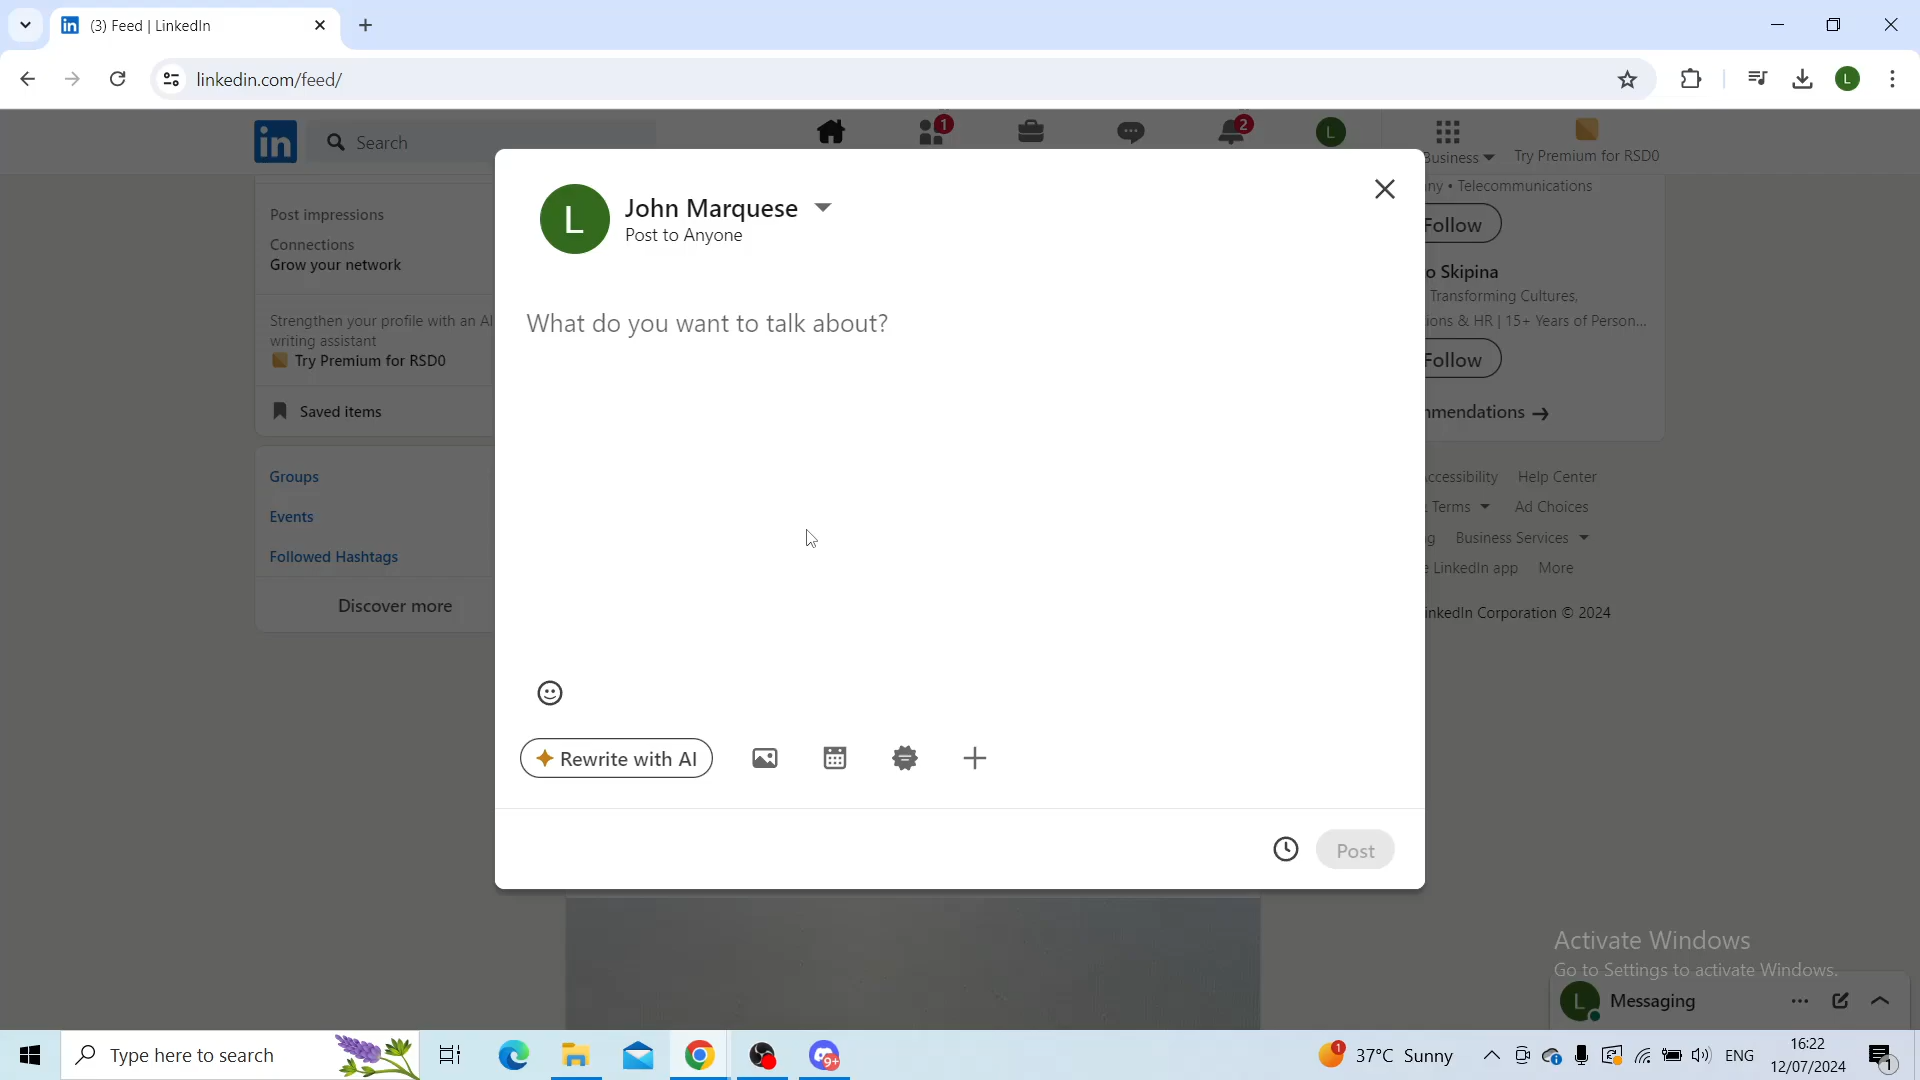 (3) Feed | LinkedIn
linkedin.com/feed/
L
in
Search
1
2
L
Business
Try Premium for RSD0
Post impressions
Connections
Grow your network
Strengthen your profile with an AI
writing assistant
Try Premium for RSD0
Saved items
Groups
Events
Followed Hashtags
Discover more
L
John Marquese
Post to Anyone
What do you want to talk about?
Rewrite with AI
Post
• Telecommunications
Follow
Skipina
Transforming Cultures,
& HR | 15+ Years of Person...
Follow
Help Center
Terms
Ad Choices
Business Services
LinkedIn app
More
LinkedIn Corporation © 2024
Activate Windows
Go to Settings to activate Windows.
L
Messaging
Type here to search
9+
1
37°C Sunny
ENG
16:22
12/07/2024
1